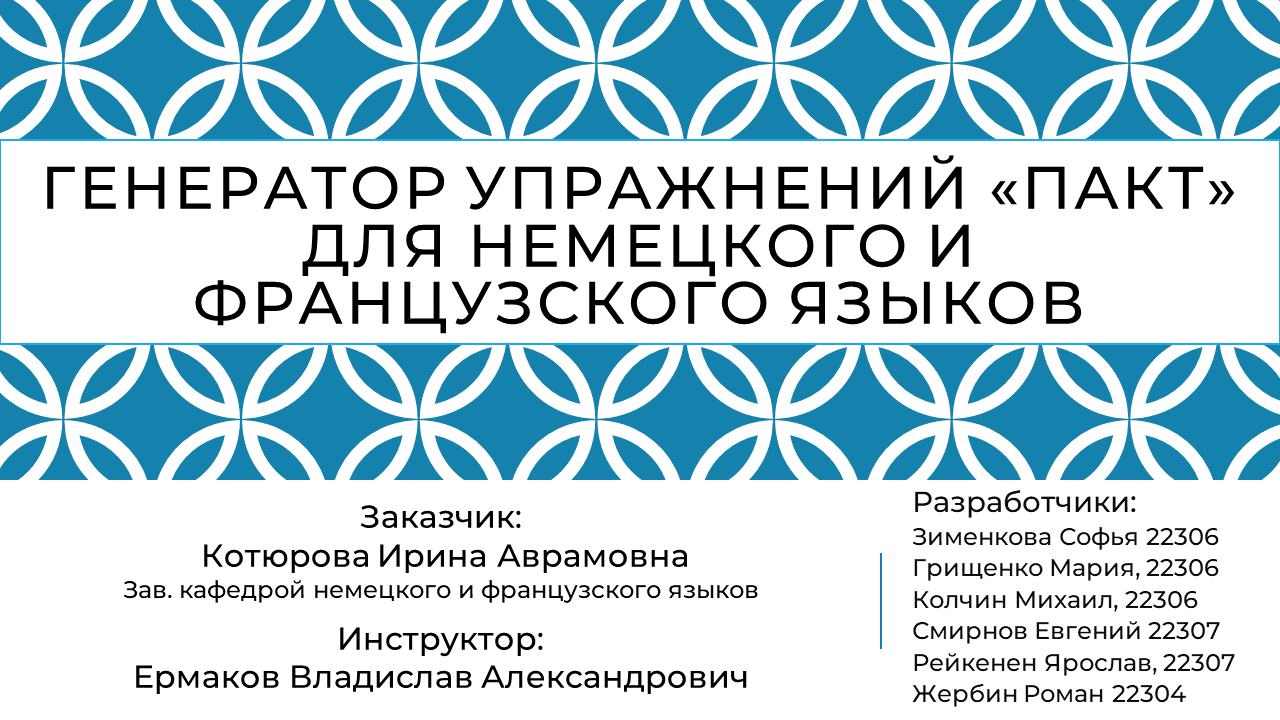 ГЕНЕРАТОР УПРАЖНЕНИЙ «ПАКТ»
ДЛЯ НЕМЕЦКОГО И
ФРАНЦУЗСКОГО ЯЗЫКОВ
Заказчик:
Котюрова Ирина Аврамовна
Зав. кафедрой немецкого и французского языков
Инструктор:
Ермаков Владислав Александрович
Разработчики:
Зименкова Софья 22306
Грищенко Мария, 22306
Колчин Михаил, 22306
Смирнов Евгений 22307
Рейкенен Ярослав, 22307
Жербин Роман 22304